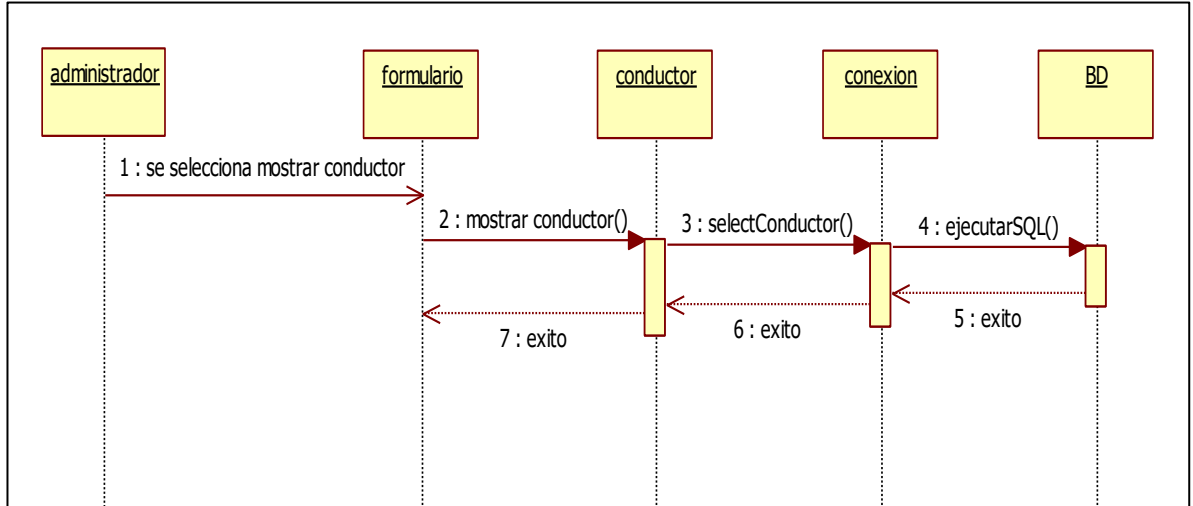 administrador
formulario
conductor
conexion
BD
1 : se selecciona mostrar conductor
2 : mostrar conductor()
3 : selectConductor()
4 : ejecutarSQL()
5 : exito
6 : exito
7 : exito